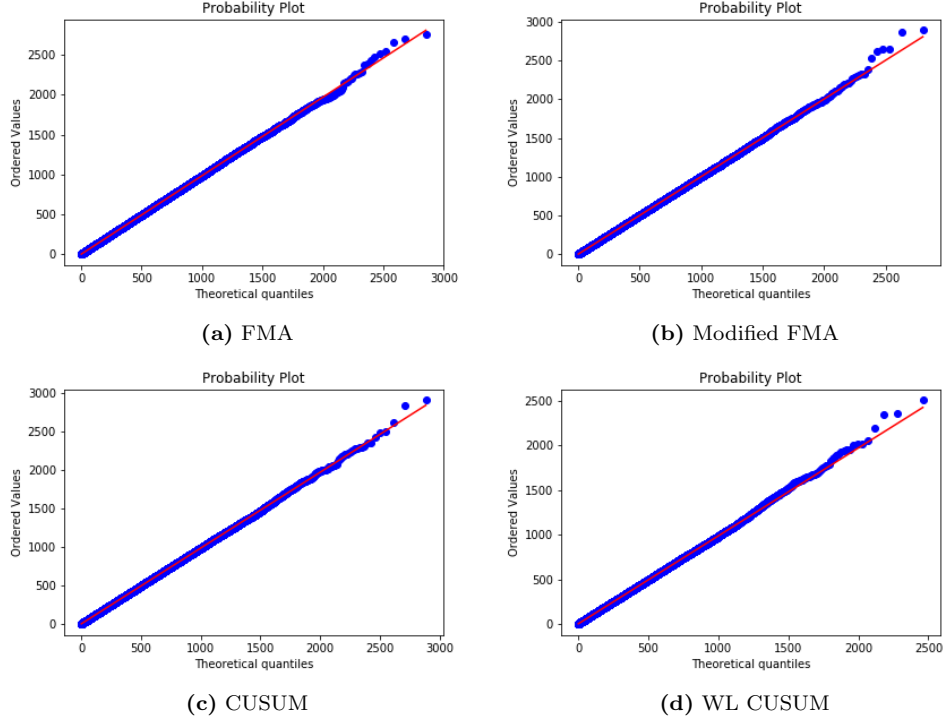 Probability Plot
Ordered Values
2500
2000
1500
1000
500
0
0 500 1000 1500 2000 2500 3000
Theoretical quantiles
(a) FMA
Probability Plot
Ordered Values
3000
2500
2000
1500
1000
500
0
0 500 1000 1500 2000 2500
Theoretical quantiles
(b) Modified FMA
Probability Plot
Ordered Values
3000
2500
2000
1500
1000
500
0
0 500 1000 1500 2000 2500 3000
Theoretical quantiles
(c) CUSUM
Probability Plot
Ordered Values
2500
2000
1500
1000
500
0
0 500 1000 1500 2000 2500
Theoretical quantiles
(d) WL CUSUM